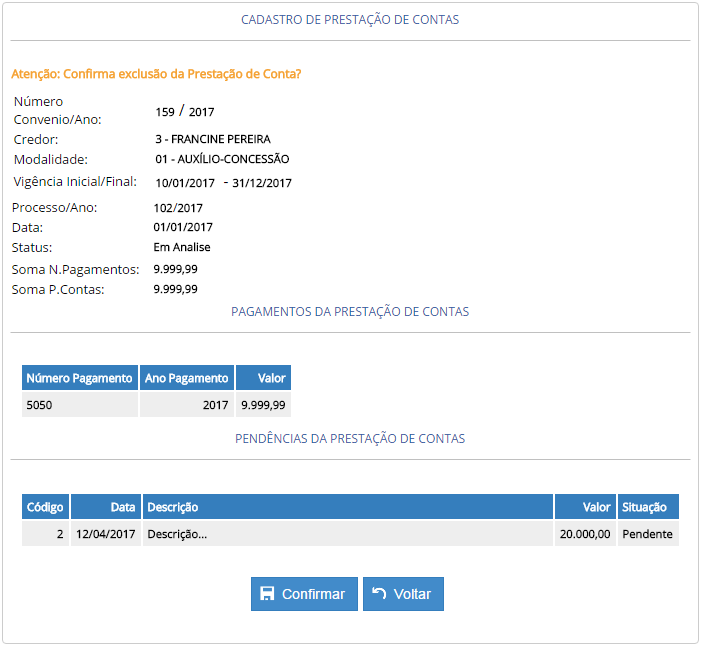 CADASTRO DE PRESTAÇÃO DE CONTAS
Atenção: Confirma exclusão da Prestação de Conta?
Número
Convenio/Ano: 159 / 2017
Credor: 3 - FRANCINE PEREIRA
Modalidade: 01 - AUXÍLIO-CONCESSÃO
Vigência Inicial/Final: 10/01/2017 - 31/12/2017
Processo/Ano: 102/2017
Data: 01/01/2017
Status: Em Analise
Soma N.Pagamentos: 9.999,99
Soma P.Contas: 9.999,99
PAGAMENTOS DA PRESTAÇÃO DE CONTAS
Número Pagamento Ano Pagamento Valor
5050 2017 9.999,99
PENDÊNCIAS DA PRESTAÇÃO DE CONTAS
Código Data Descrição Valor Situação
2 12/04/2017 Descrição... 20.000,00 Pendente
Confirmar Voltar